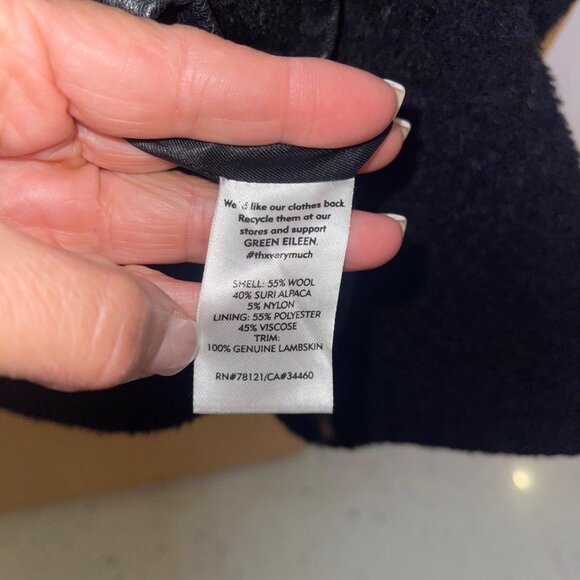 We'd like our clothes back.
Recycle them at our
stores and support
GREEN EILEEN.
#thxverymuch
SHELL: 55% WOOL
40% SURI ALPACA
5% NYLON
LINING: 55% POLYESTER
45% VISCOSE
TRIM:
100% GENUINE LAMBSKIN
RN#78121/CA#34460